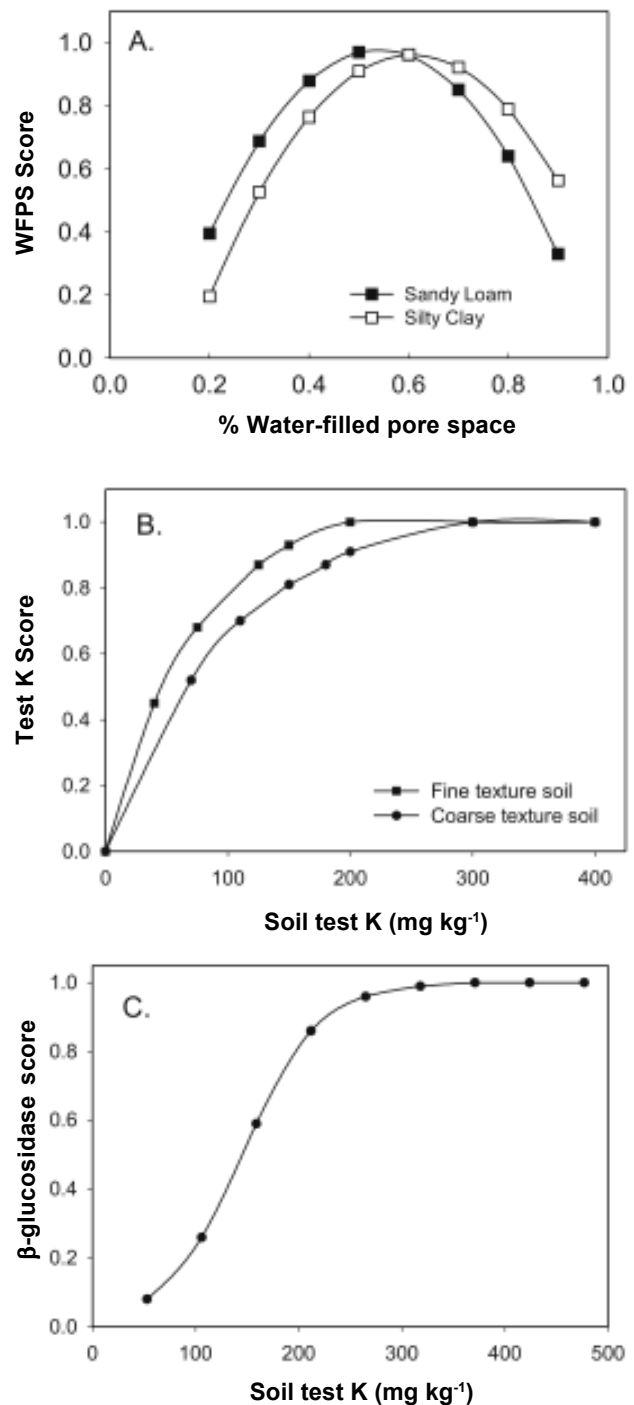 A.
WFPS Score
1.0
0.8
0.6
0.4
0.2
0.0
Sandy Loam
Silty Clay
0.0 0.2 0.4 0.6 0.8 1.0
% Water-filled pore space
B.
Test K Score
1.0
0.8
0.6
0.4
0.2
0.0
Fine texture soil
Coarse texture soil
0 100 200 300 400
Soil test K (mg kg⁻¹)
C.
β-glucosidase score
1.0
0.8
0.6
0.4
0.2
0.0
0 100 200 300 400 500
Soil test K (mg kg⁻¹)